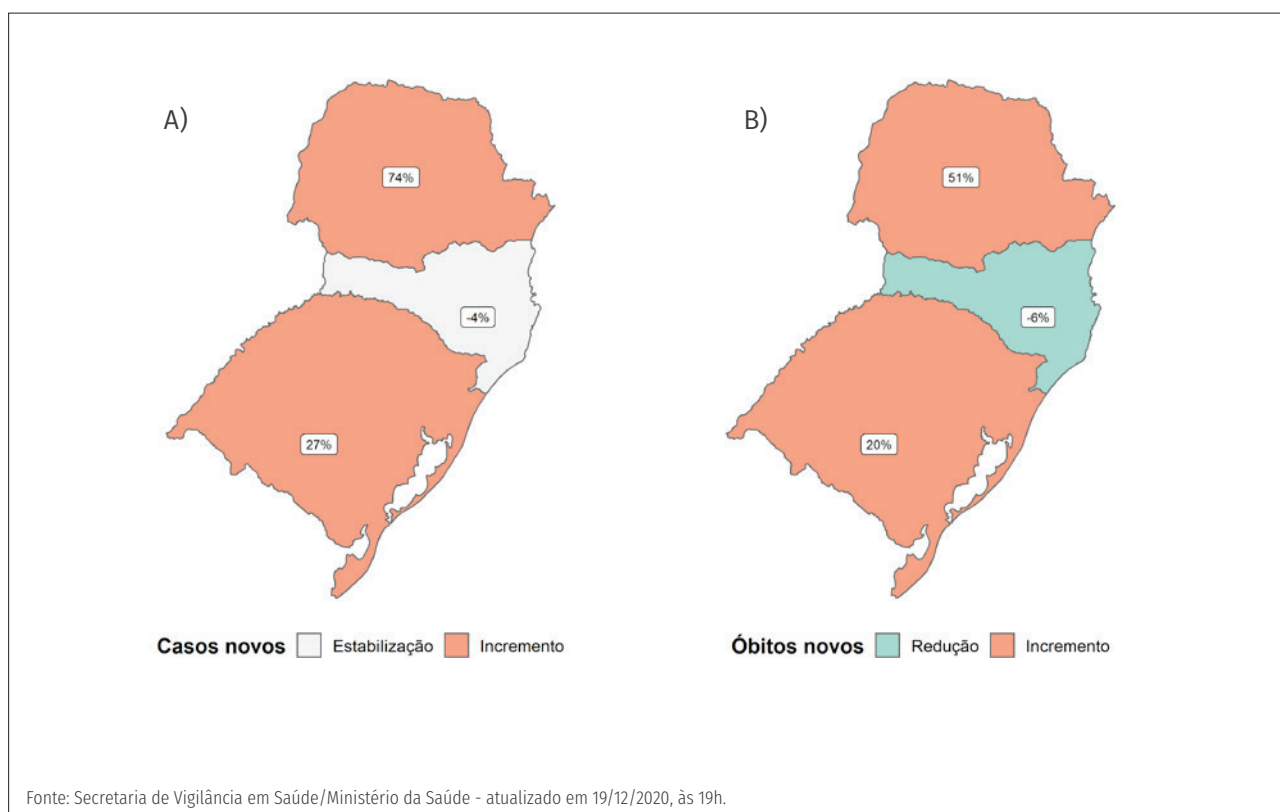 A)
74%
-4%
27%
Casos novos Estabilização Incremento
B)
51%
-6%
20%
Óbitos novos Redução Incremento
Fonte: Secretaria de Vigilância em Saúde/Ministério da Saúde - atualizado em 19/12/2020, às 19h.